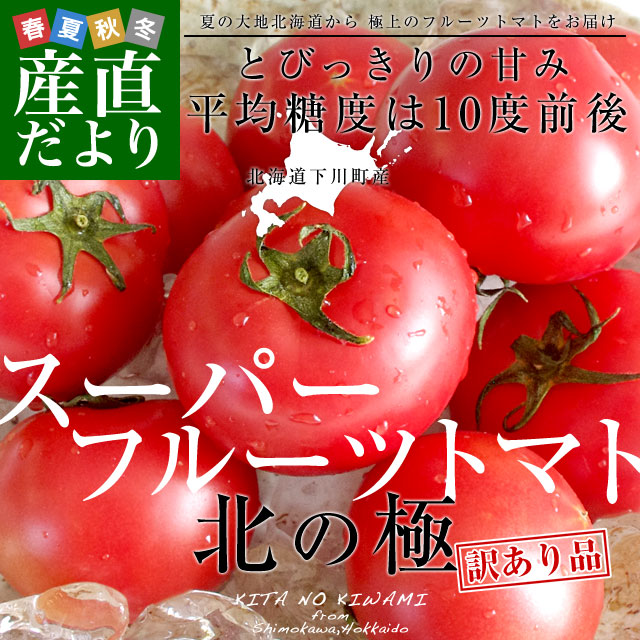 春夏秋冬
産直
だより
夏の大地北海道から 極上のフルーツトマトをお届け
とびっきりの甘み
平均糖度は10度前後
北海道下川町産
スーパー
フルーツトマト
北の極
訳あり品
KITA NO KIWAMI
from
Shimokawa,Hokkaido